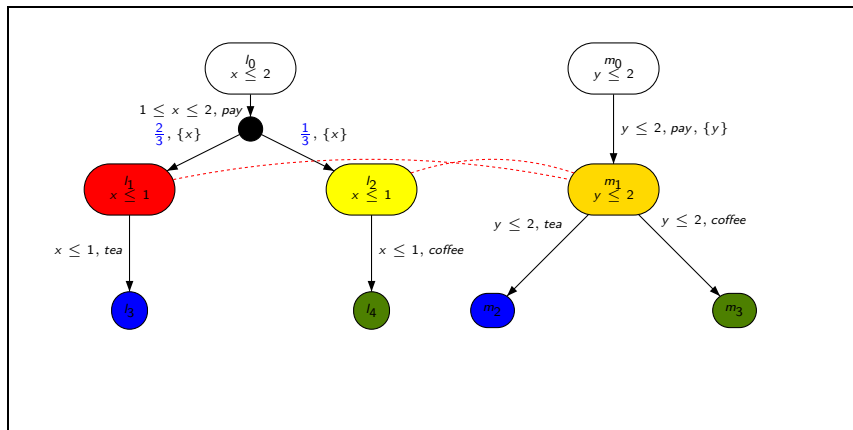 l0
x ≤ 2
m0
y ≤ 2
1 ≤ x ≤ 2, pay
2/3, {x}
1/3, {x}
y ≤ 2, pay, {y}
l1
x ≤ 1
l2
x ≤ 1
m1
y ≤ 2
x ≤ 1, tea
x ≤ 1, coffee
y ≤ 2, tea
y ≤ 2, coffee
l3
l4
m2
m3